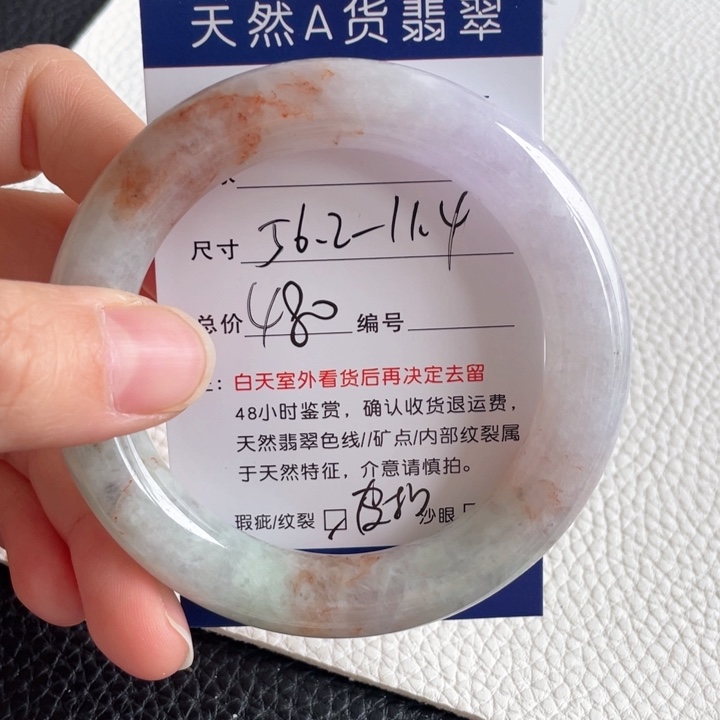 天然A货翡翠
尺寸 56.2-11.4
总价 480 编号
：白天室外看货后再决定去留
48小时鉴赏，确认收货退运费，
天然翡翠色线//矿点/内部纹裂属
于天然特征，介意请慎拍。
瑕疵/纹裂 沙眼